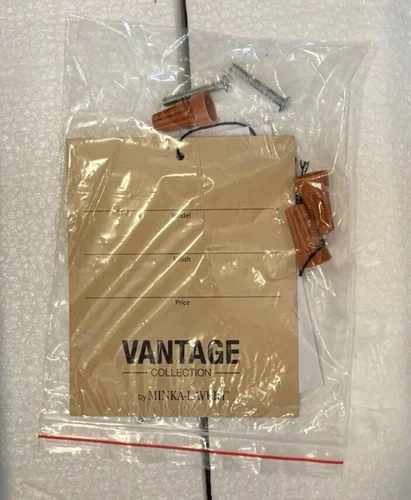 Model
Finish
Price
VANTAGE
COLLECTION
by MINKA-LAVERY